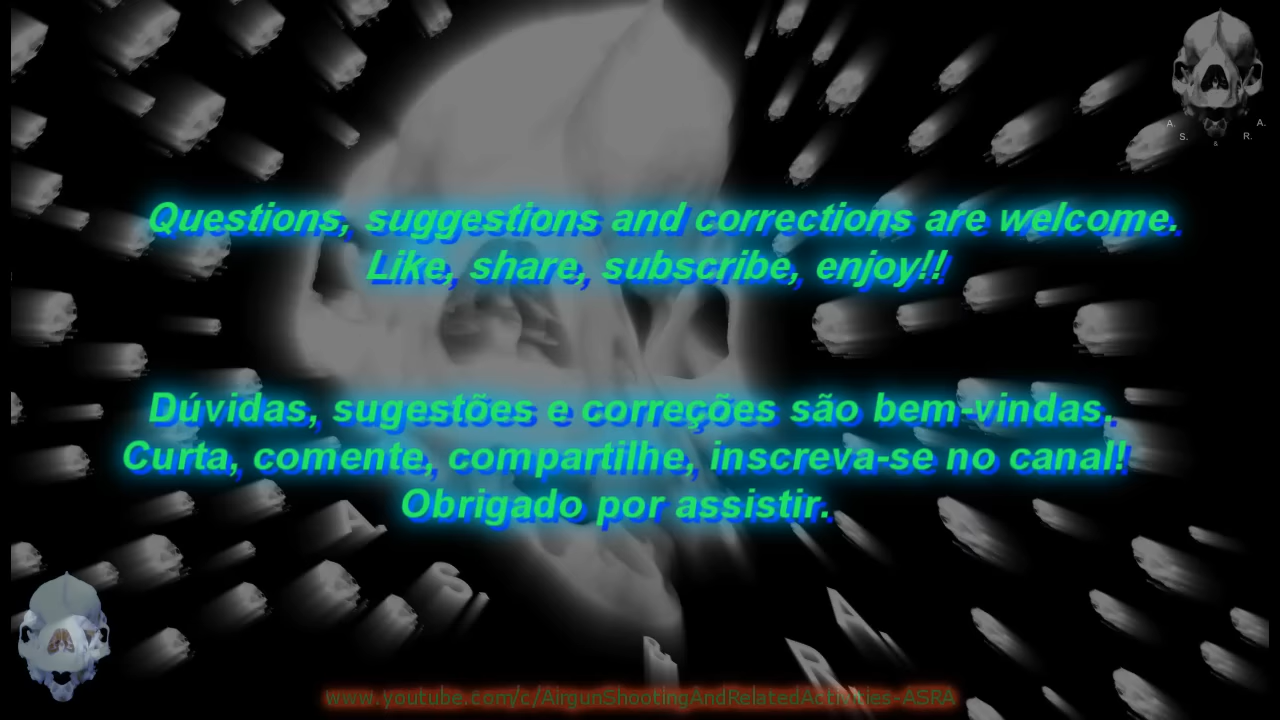 A. A.
S. R.
&
Questions, suggestions and corrections are welcome.
Like, share, subscribe, enjoy!!
Dúvidas, sugestões e correções são bem-vindas.
Curta, comente, compartilhe, inscreva-se no canal!
Obrigado por assistir.
www.youtube.com/c/AirgunShootingAndRelatedActivities-ASRA